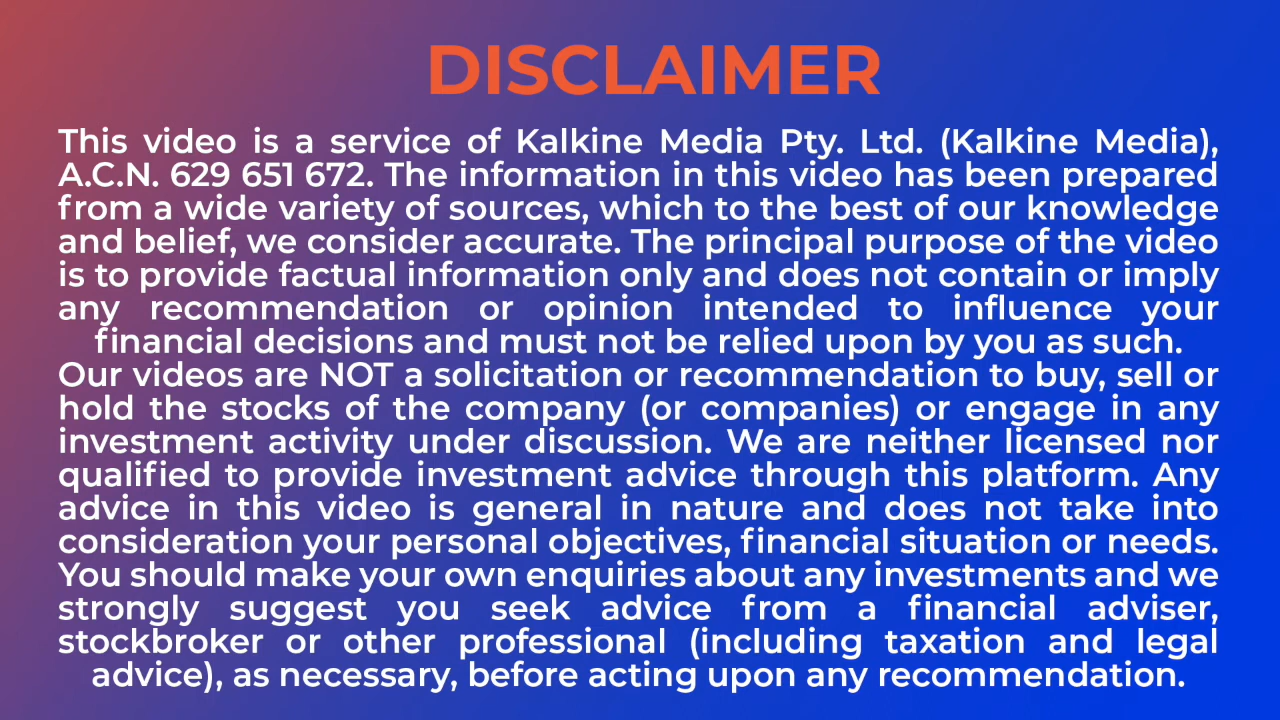 DISCLAIMER
This video is a service of Kalkine Media Pty. Ltd. (Kalkine Media),
A.C.N. 629 651 672. The information in this video has been prepared
from a wide variety of sources, which to the best of our knowledge
and belief, we consider accurate. The principal purpose of the video
is to provide factual information only and does not contain or imply
any recommendation or opinion intended to influence your
financial decisions and must not be relied upon by you as such.
Our videos are NOT a solicitation or recommendation to buy, sell or
hold the stocks of the company (or companies) or engage in any
investment activity under discussion. We are neither licensed nor
qualified to provide investment advice through this platform. Any
advice in this video is general in nature and does not take into
consideration your personal objectives, financial situation or needs.
You should make your own enquiries about any investments and we
strongly suggest you seek advice from a financial adviser,
stockbroker or other professional (including taxation and legal
advice), as necessary, before acting upon any recommendation.